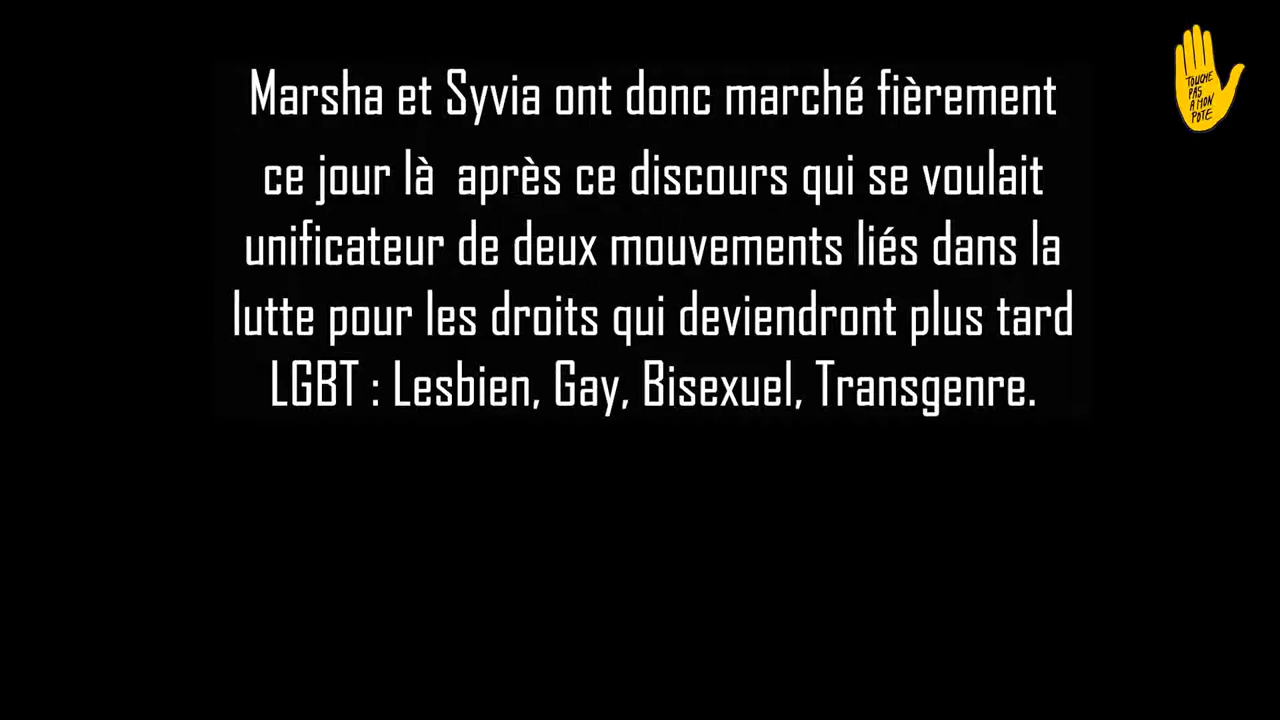 Marsha et Syvia ont donc marché fièrement
ce jour là après ce discours qui se voulait
unificateur de deux mouvements liés dans la
lutte pour les droits qui deviendront plus tard
LGBT : Lesbien, Gay, Bisexuel, Transgenre.
TOUCHE
PAS
A MON
POTE